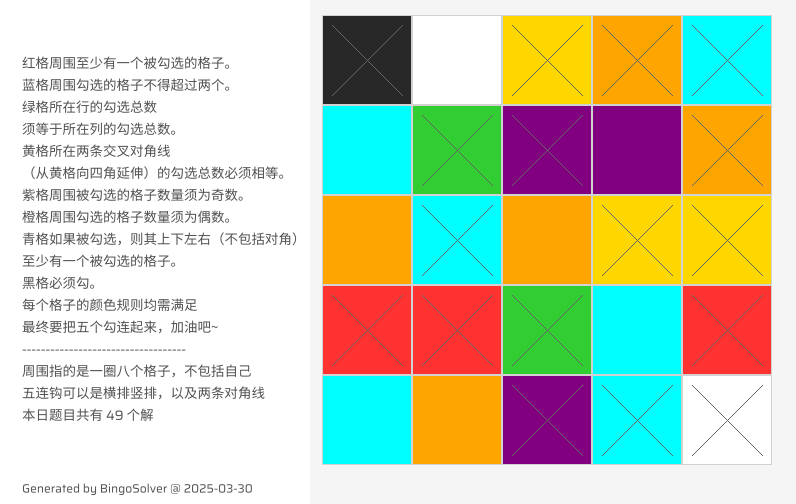 红格周围至少有一个被勾选的格子。
蓝格周围勾选的格子不得超过两个。
绿格所在行的勾选总数
须等于所在列的勾选总数。
黄格所在两条交叉对角线
（从黄格向四角延伸）的勾选总数必须相等。
紫格周围被勾选的格子数量须为奇数。
橙格周围勾选的格子数量须为偶数。
青格如果被勾选，则其上下左右（不包括对角）
至少有一个被勾选的格子。
黑格必须勾。
每个格子的颜色规则均需满足
最终要把五个勾连起来，加油吧~
-----------------------------------
周围指的是一圈八个格子，不包括自己
五连钩可以是横排竖排，以及两条对角线
本日题目共有 49 个解
Generated by BingoSolver @ 2025-03-30